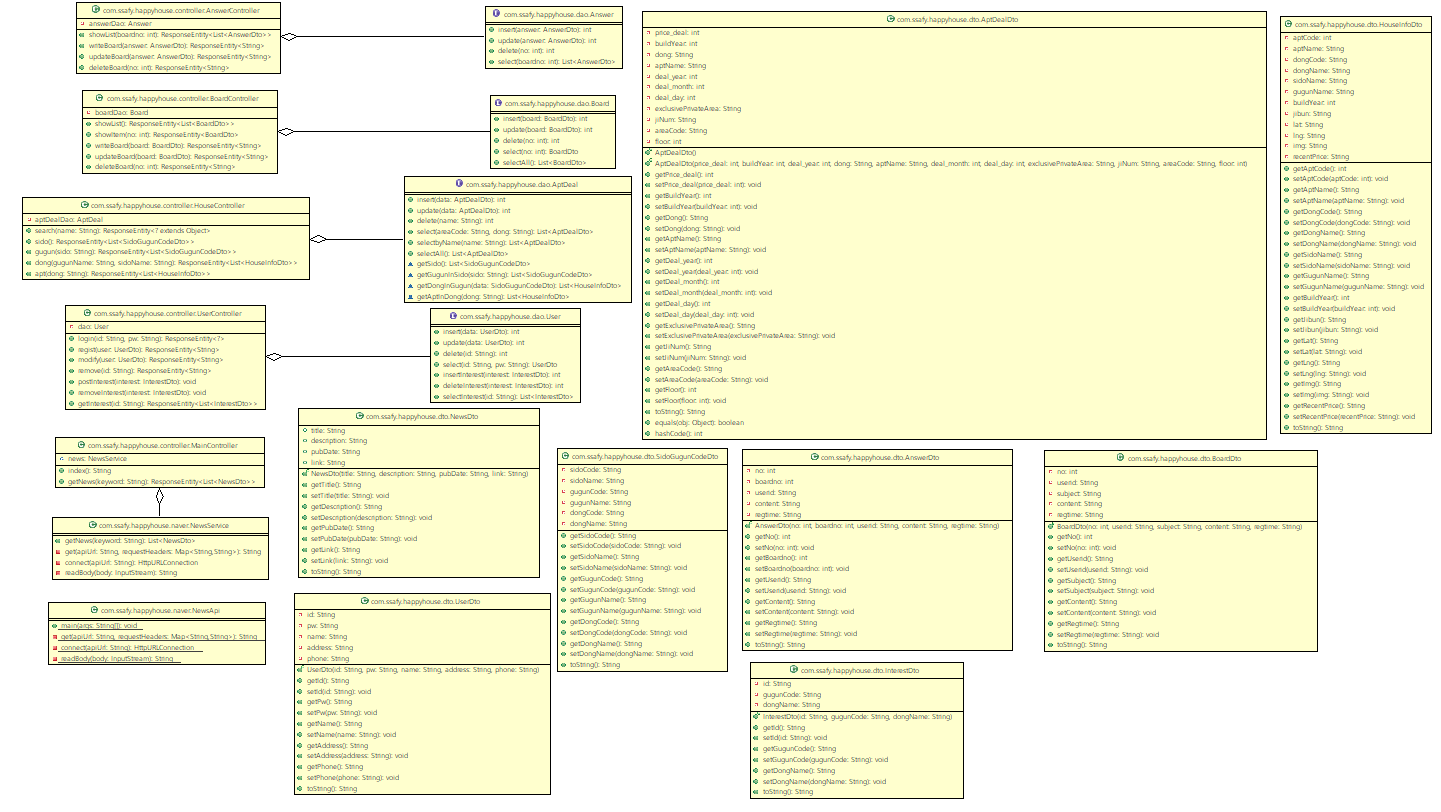 com.ssafy.happyhouse.controller.AnswerController
answerDao: Answer
showList(boardno: int): ResponseEntity<List<AnswerDto>>
writeBoard(answer: AnswerDto): ResponseEntity<String>
updateBoard(answer: AnswerDto): ResponseEntity<String>
deleteBoard(no: int): ResponseEntity<String>
com.ssafy.happyhouse.dao.Answer
insert(answer: AnswerDto): int
update(answer: AnswerDto): int
delete(no: int): int
select(boardno: int): List<AnswerDto>
com.ssafy.happyhouse.controller.BoardController
boardDao: Board
showList(): ResponseEntity<List<BoardDto>>
showItem(no: int): ResponseEntity<BoardDto>
writeBoard(board: BoardDto): ResponseEntity<String>
updateBoard(board: BoardDto): ResponseEntity<String>
deleteBoard(no: int): ResponseEntity<String>
com.ssafy.happyhouse.dao.Board
insert(board: BoardDto): int
update(board: BoardDto): int
delete(no: int): int
select(no: int): BoardDto
selectAll(): List<BoardDto>
com.ssafy.happyhouse.controller.HouseController
aptDealDao: AptDeal
search(name: String): ResponseEntity<? extends Object>
sido(): ResponseEntity<List<SidoGugunCodeDto>>
gugun(sido: String): ResponseEntity<List<SidoGugunCodeDto>>
dong(gugunName: String, sidoName: String): ResponseEntity<List<HouseInfoDto>>
apt(dong: String): ResponseEntity<List<HouseInfoDto>>
com.ssafy.happyhouse.dao.AptDeal
insert(data: AptDealDto): int
update(data: AptDealDto): int
delete(name: String): int
select(areaCode: String, dong: String): List<AptDealDto>
selectbyName(name: String): List<AptDealDto>
selectAll(): List<AptDealDto>
getSido(): List<SidoGugunCodeDto>
getGugunInSido(sido: String): List<SidoGugunCodeDto>
getDongInGugun(data: SidoGugunCodeDto): List<HouseInfoDto>
getAptInDong(dong: String): List<HouseInfoDto>
com.ssafy.happyhouse.controller.UserController
dao: User
login(id: String, pw: String): ResponseEntity<?>
regist(user: UserDto): ResponseEntity<String>
modify(user: UserDto): ResponseEntity<String>
remove(id: String): ResponseEntity<String>
postInterest(interest: InterestDto): void
removeInterest(interest: InterestDto): void
getInterest(id: String): ResponseEntity<List<InterestDto>>
com.ssafy.happyhouse.dao.User
insert(data: UserDto): int
update(data: UserDto): int
delete(id: String): int
select(id: String, pw: String): UserDto
insertInterest(interest: InterestDto): int
deleteInterest(interest: InterestDto): int
selectInterest(id: String): List<InterestDto>
com.ssafy.happyhouse.controller.MainController
news: NewsService
index(): String
getNews(keyword: String): ResponseEntity<List<NewsDto>>
com.ssafy.happyhouse.naver.NewsService
getNews(keyword: String): List<NewsDto>
get(apiUrl: String, requestHeaders: Map<String,String>): String
connect(apiUrl: String): HttpURLConnection
readBody(body: InputStream): String
com.ssafy.happyhouse.naver.NewsApi
main(args: String[]): void
get(apiUrl: String, requestHeaders: Map<String,String>): String
connect(apiUrl: String): HttpURLConnection
readBody(body: InputStream): String
com.ssafy.happyhouse.dto.NewsDto
title: String
description: String
pubDate: String
link: String
NewsDto(title: String, description: String, pubDate: String, link: String)
getTitle(): String
setTitle(title: String): void
getDescription(): String
setDescription(description: String): void
getPubDate(): String
setPubDate(pubDate: String): void
getLink(): String
setLink(link: String): void
toString(): String
com.ssafy.happyhouse.dto.UserDto
id: String
pw: String
name: String
address: String
phone: String
UserDto(id: String, pw: String, name: String, address: String, phone: String)
getId(): String
setId(id: String): void
getPw(): String
setPw(pw: String): void
getName(): String
setName(name: String): void
getAddress(): String
setAddress(address: String): void
getPhone(): String
setPhone(phone: String): void
toString(): String
com.ssafy.happyhouse.dto.AptDealDto
price_deal: int
buildYear: int
dong: String
aptName: String
deal_year: int
deal_month: int
deal_day: int
exclusivePrivateArea: String
jiNum: String
areaCode: String
floor: int
AptDealDto()
AptDealDto(price_deal: int, buildYear: int, deal_year: int, dong: String, aptName: String, deal_month: int, deal_day: int, exclusivePrivateArea: String, jiNum: String, areaCode: String, floor: int)
getPrice_deal(): int
setPrice_deal(price_deal: int): void
getBuildYear(): int
setBuildYear(buildYear: int): void
getDong(): String
setDong(dong: String): void
getAptName(): String
setAptName(aptName: String): void
getDeal_year(): int
setDeal_year(deal_year: int): void
getDeal_month(): int
setDeal_month(deal_month: int): void
getDeal_day(): int
setDeal_day(deal_day: int): void
getExclusivePrivateArea(): String
setExclusivePrivateArea(exclusivePrivateArea: String): void
getJiNum(): String
setJiNum(jiNum: String): void
getAreaCode(): String
setAreaCode(areaCode: String): void
getFloor(): int
setFloor(floor: int): void
toString(): String
equals(obj: Object): boolean
hashCode(): int
com.ssafy.happyhouse.dto.HouseInfoDto
aptCode: int
aptName: String
dongCode: String
dongName: String
sidoName: String
gugunName: String
buildYear: int
jibun: String
lat: String
lng: String
img: String
recentPrice: String
getAptCode(): int
setAptCode(aptCode: int): void
getAptName(): String
setAptName(aptName: String): void
getDongCode(): String
setDongCode(dongCode: String): void
getDongName(): String
setDongName(dongName: String): void
getSidoName(): String
setSidoName(sidoName: String): void
getGugunName(): String
setGugunName(gugunName: String): void
getBuildYear(): int
setBuildYear(buildYear: int): void
getJibun(): String
setJibun(jibun: String): void
getLat(): String
setLat(lat: String): void
getLng(): String
setLng(lng: String): void
getImg(): String
setImg(img: String): void
getRecentPrice(): String
setRecentPrice(recentPrice: String): void
toString(): String
com.ssafy.happyhouse.dto.SidoGugunCodeDto
sidoCode: String
sidoName: String
gugunCode: String
gugunName: String
dongCode: String
dongName: String
getSidoCode(): String
setSidoCode(sidoCode: String): void
getSidoName(): String
setSidoName(sidoName: String): void
getGugunCode(): String
setGugunCode(gugunCode: String): void
getGugunName(): String
setGugunName(gugunName: String): void
getDongCode(): String
setDongCode(dongCode: String): void
getDongName(): String
setDongName(dongName: String): void
toString(): String
com.ssafy.happyhouse.dto.AnswerDto
no: int
boardno: int
userid: String
content: String
regtime: String
AnswerDto(no: int, boardno: int, userid: String, content: String, regtime: String)
getNo(): int
setNo(no: int): void
getBoardno(): int
setBoardno(boardno: int): void
getUserid(): String
setUserid(userid: String): void
getContent(): String
setContent(content: String): void
getRegtime(): String
setRegtime(regtime: String): void
toString(): String
com.ssafy.happyhouse.dto.BoardDto
no: int
userid: String
subject: String
content: String
regtime: String
BoardDto(no: int, userid: String, subject: String, content: String, regtime: String)
getNo(): int
setNo(no: int): void
getUserid(): String
setUserid(userid: String): void
getSubject(): String
setSubject(subject: String): void
getContent(): String
setContent(content: String): void
getRegtime(): String
setRegtime(regtime: String): void
toString(): String
com.ssafy.happyhouse.dto.InterestDto
id: String
gugunCode: String
dongName: String
InterestDto(id: String, gugunCode: String, dongName: String)
getId(): String
setId(id: String): void
getGugunCode(): String
setGugunCode(gugunCode: String): void
getDongName(): String
setDongName(dongName: String): void
toString(): String